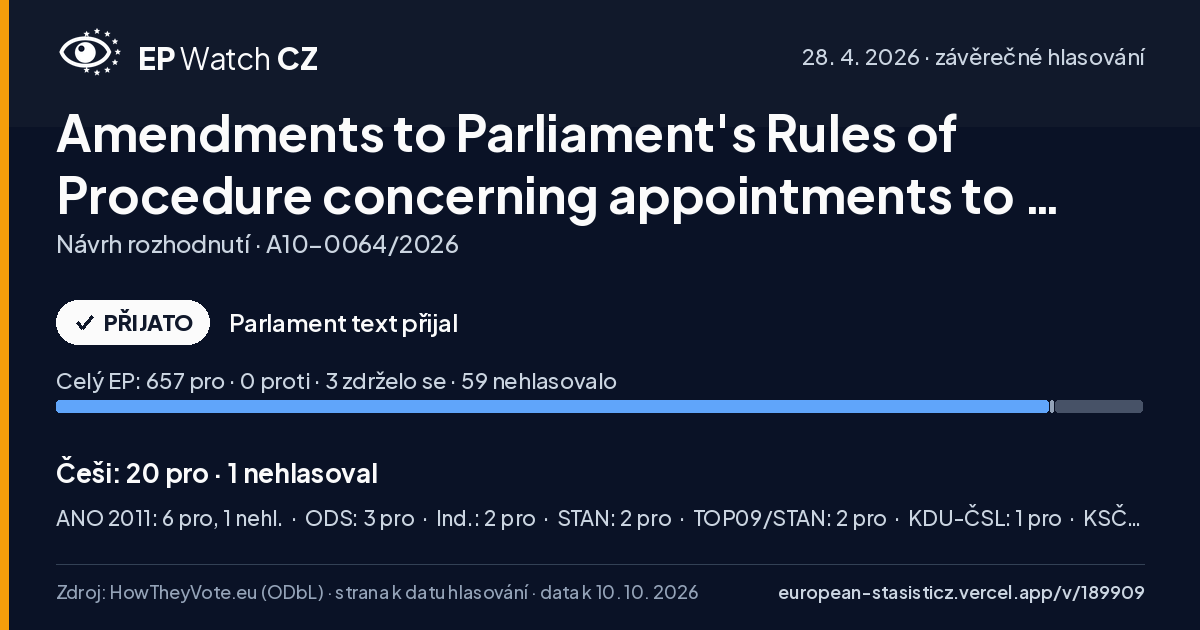 EP Watch CZ
28. 4. 2026 · závěrečné hlasování
Amendments to Parliament's Rules of
Procedure concerning appointments to …
Návrh rozhodnutí · A10-0064/2026
✓ PŘIJATO
Parlament text přijal
Celý EP: 657 pro · 0 proti · 3 zdrželo se · 59 nehlasovalo
Češi: 20 pro · 1 nehlasoval
ANO 2011: 6 pro, 1 nehl. · ODS: 3 pro · Ind.: 2 pro · STAN: 2 pro · TOP09/STAN: 2 pro · KDU-ČSL: 1 pro · KSČ…
Zdroj: HowTheyVote.eu (ODbL) · strana k datu hlasování · data k 10. 10. 2026
european-stasisticz.vercel.app/v/189909